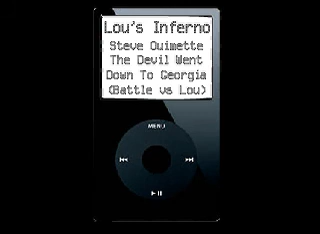 Lou's Inferno
Steve Ouimette
The Devil Went
Down To Georgia
(Battle vs Lou)
MENU